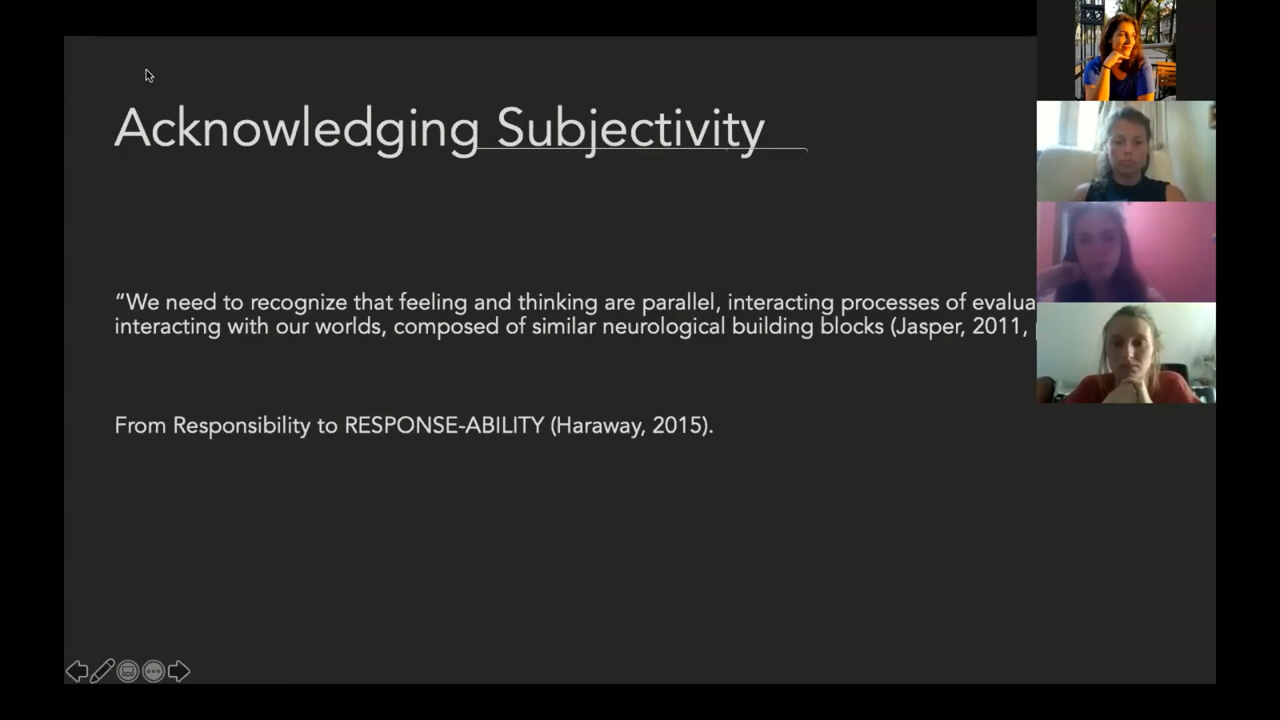 Acknowledging Subjectivity
“We need to recognize that feeling and thinking are parallel, interacting processes of
interacting with our worlds, composed of similar neurological building blocks (Jasper, 2011,
From Responsibility to RESPONSE-ABILITY (Haraway, 2015).